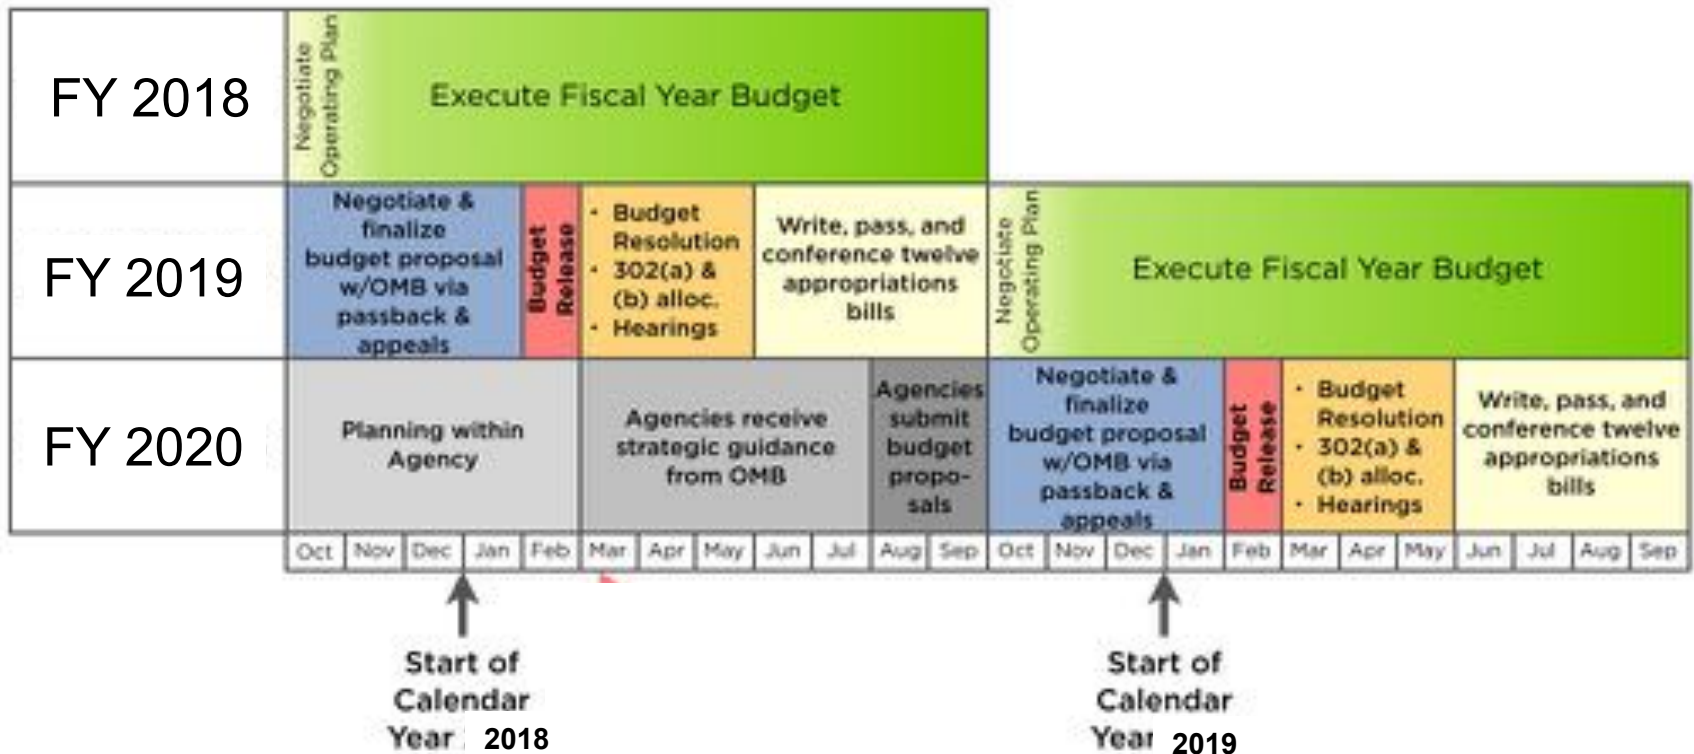 FY 2018
Negotiate
Operating Plan
Execute Fiscal Year Budget
FY 2019
Negotiate &
finalize
budget proposal
w/OMB via
passback &
appeals
Budget
Release
• Budget
Resolution
• 302(a) &
(b) alloc.
• Hearings
Write, pass, and
conference twelve
appropriations
bills
Negotiate
Operating Plan
Execute Fiscal Year Budget
FY 2020
Planning within
Agency
Agencies receive
strategic guidance
from OMB
Agencies
submit
budget
propo-
sals
Negotiate &
finalize
budget proposal
w/OMB via
passback &
appeals
Budget
Release
• Budget
Resolution
• 302(a) &
(b) alloc.
• Hearings
Write, pass, and
conference twelve
appropriations
bills
Oct Nov Dec Jan Feb Mar Apr May Jun Jul Aug Sep Oct Nov Dec Jan Feb Mar Apr May Jun Jul Aug Sep
Start of
Calendar
Year 2018
Start of
Calendar
Year 2019